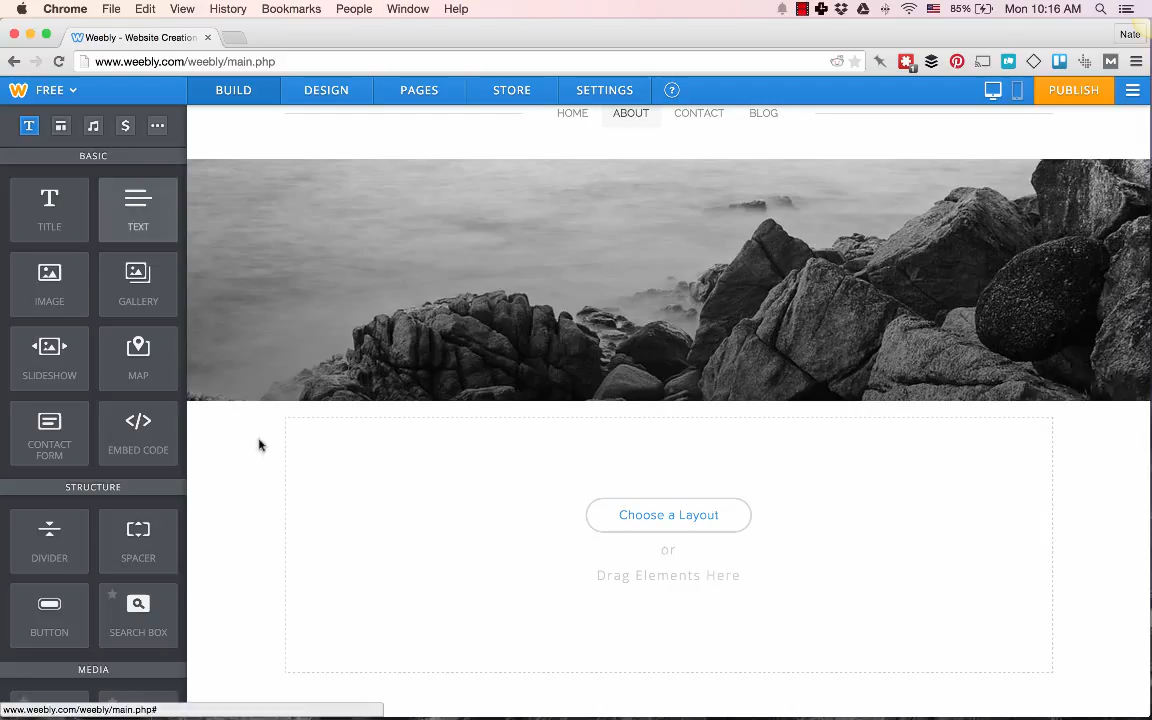 Chrome File Edit View History Bookmarks People Window Help 85% Mon 10:16 AM
Weebly - Website Creation Nate
www.weebly.com/weebly/main.php
FREE BUILD DESIGN PAGES STORE SETTINGS ? PUBLISH
HOME ABOUT CONTACT BLOG
BASIC
TITLE TEXT
IMAGE GALLERY
SLIDESHOW MAP
CONTACT FORM EMBED CODE
STRUCTURE
DIVIDER SPACER
BUTTON SEARCH BOX
MEDIA
Choose a Layout
or
Drag Elements Here
www.weebly.com/weebly/main.php#